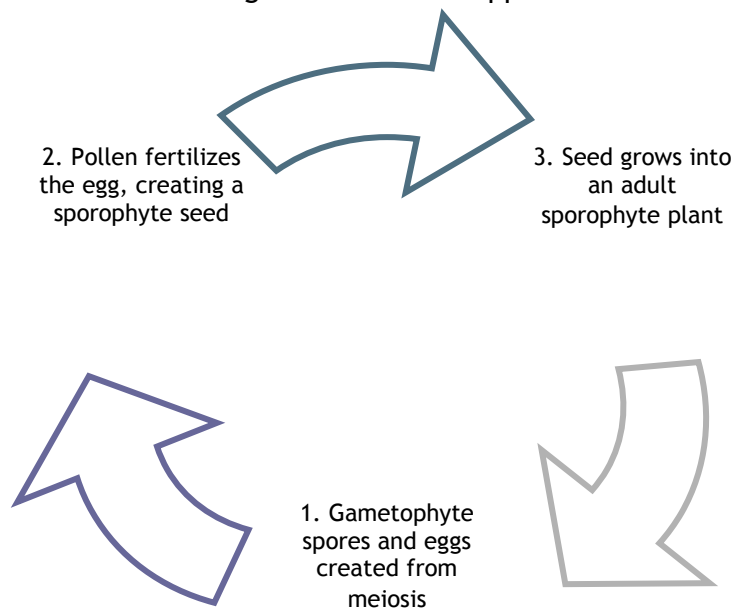 2. Pollen fertilizes
the egg, creating a
sporophyte seed
3. Seed grows into
an adult
sporophyte plant
1. Gametophyte
spores and eggs
created from
meiosis